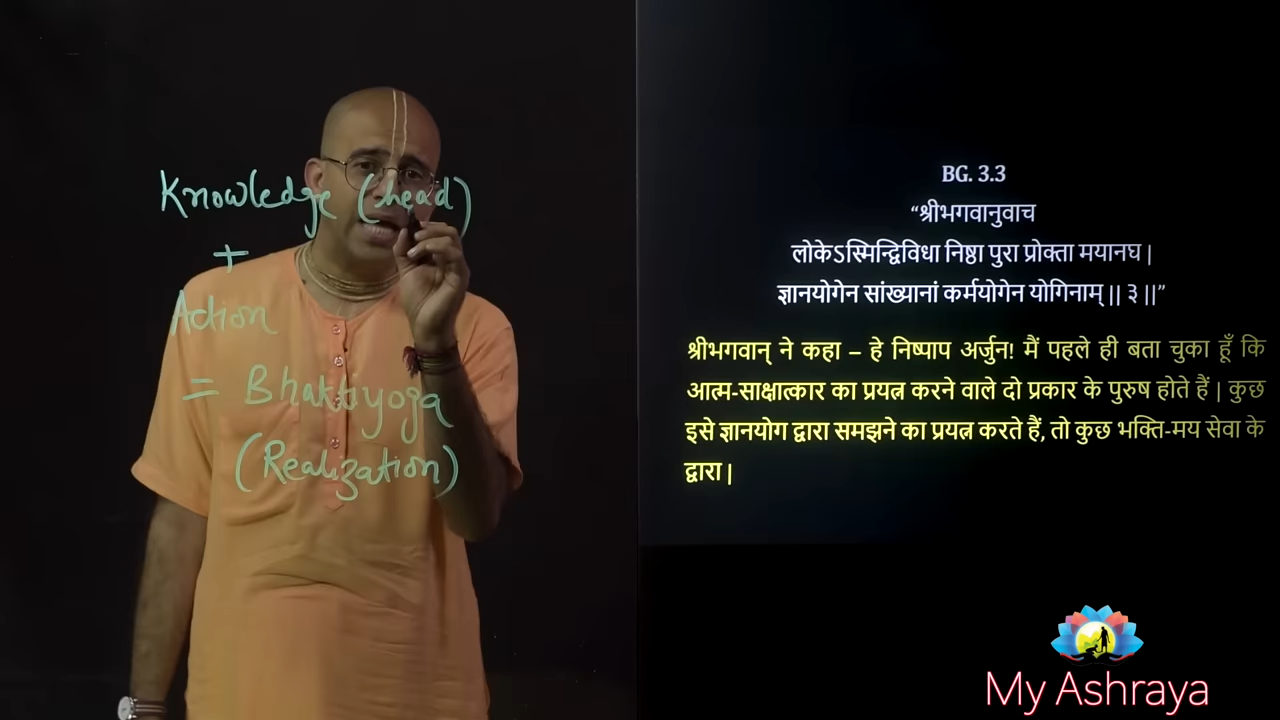 Knowledge (head)
+
Action
= Bhaktiyoga
(Realization)
BG. 3.3
“श्रीभगवानुवाच
लोकेऽस्मिन्द्विविधा निष्ठा पुरा प्रोक्ता मयानघ |
ज्ञानयोगेन सांख्यानां कर्मयोगेन योगिनाम् || ३ ||”
श्रीभगवान् ने कहा – हे निष्पाप अर्जुन! मैं पहले ही बता चुका हूँ कि
आत्म-साक्षात्कार का प्रयत्न करने वाले दो प्रकार के पुरुष होते हैं | कुछ
इसे ज्ञानयोग द्वारा समझने का प्रयत्न करते हैं, तो कुछ भक्ति-मय सेवा के
द्वारा |
My Ashraya